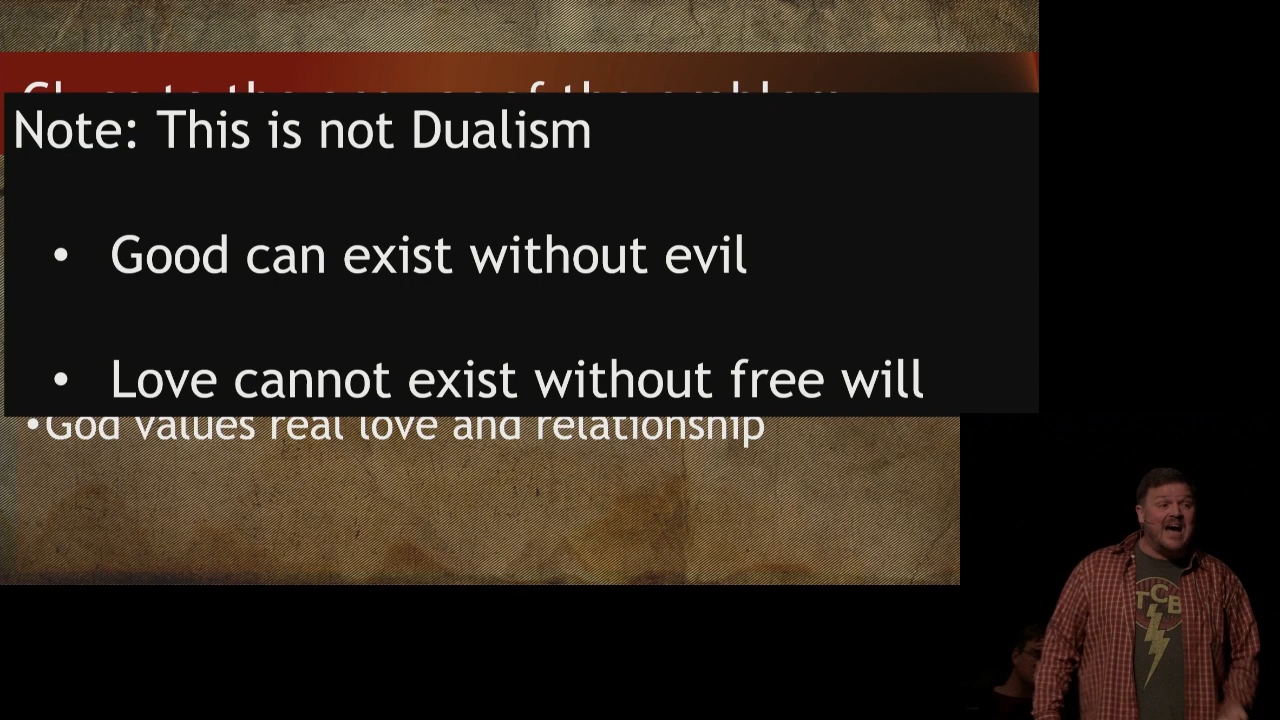 Note: This is not Dualism
• Good can exist without evil
• Love cannot exist without free will
•God values real love and relationship
TCB